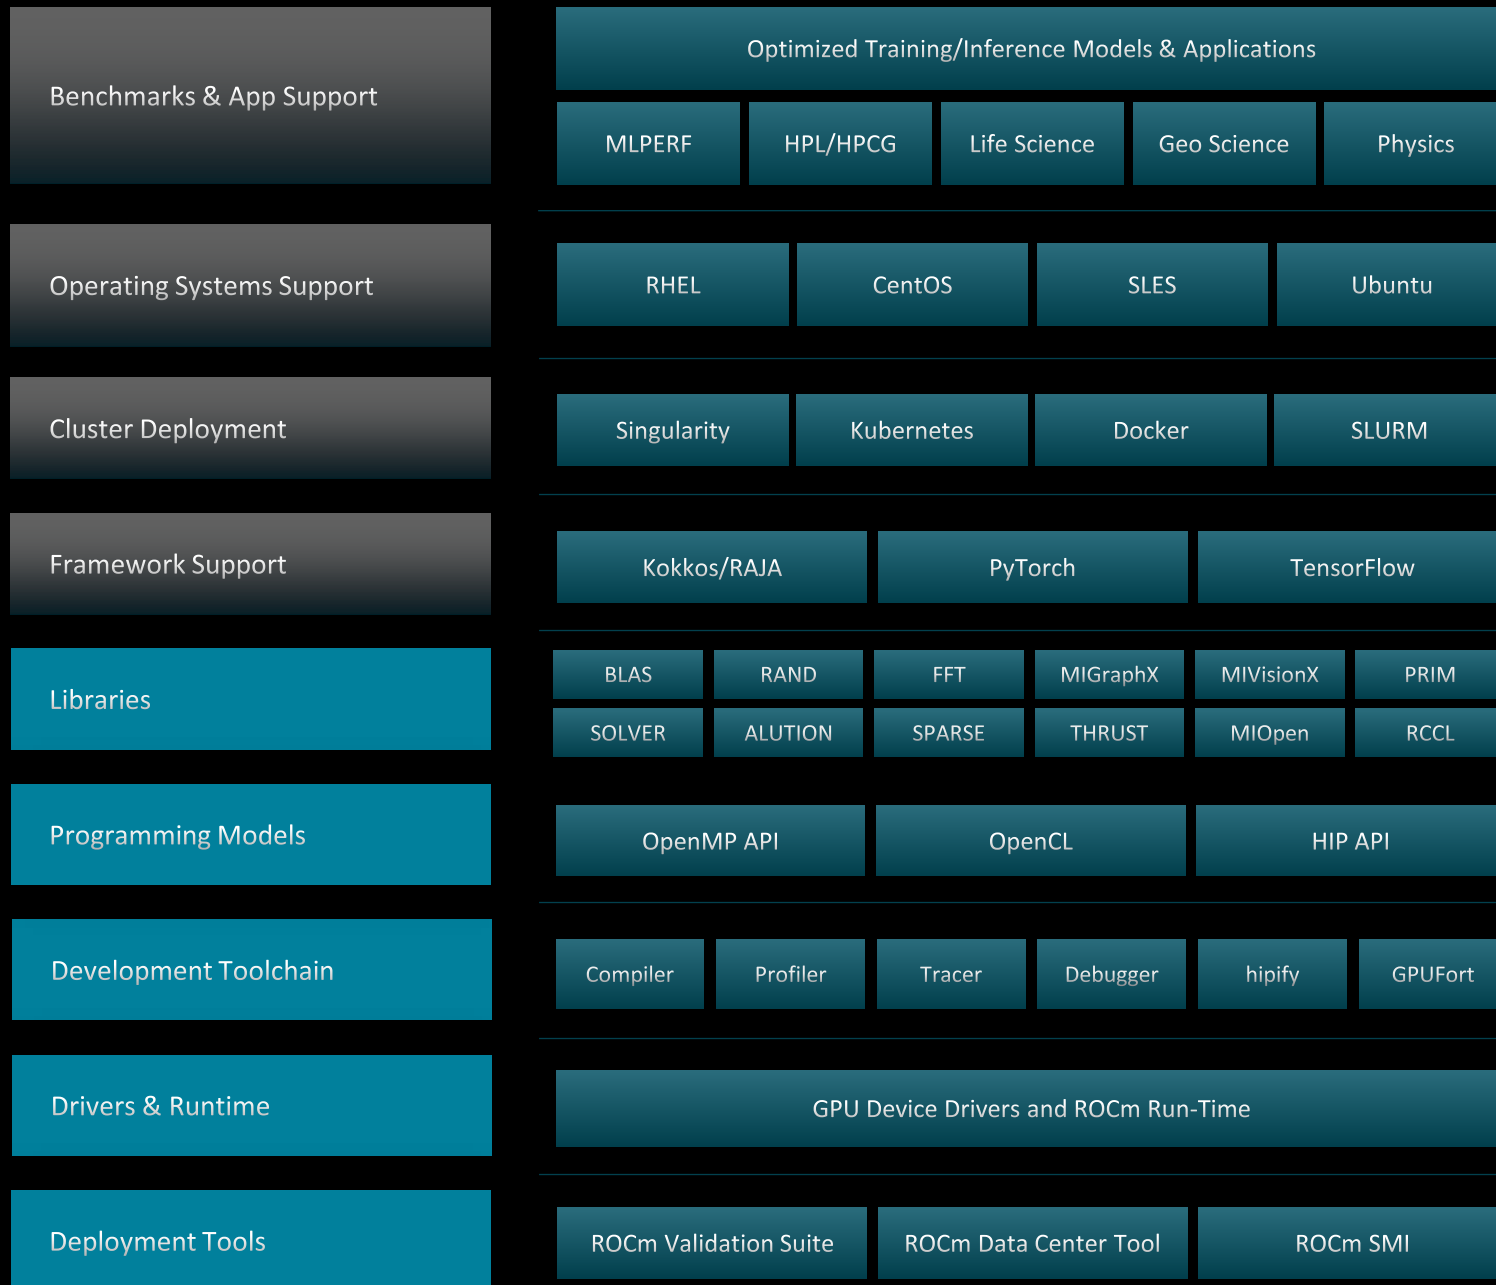 Benchmarks & App Support
Optimized Training/Inference Models & Applications
MLPERF
HPL/HPCG
Life Science
Geo Science
Physics
Operating Systems Support
RHEL
CentOS
SLES
Ubuntu
Cluster Deployment
Singularity
Kubernetes
Docker
SLURM
Framework Support
Kokkos/RAJA
PyTorch
TensorFlow
Libraries
BLAS
RAND
FFT
MIGraphX
MIVisionX
PRIM
SOLVER
ALUTION
SPARSE
THRUST
MIOpen
RCCL
Programming Models
OpenMP API
OpenCL
HIP API
Development Toolchain
Compiler
Profiler
Tracer
Debugger
hipify
GPUFort
Drivers & Runtime
GPU Device Drivers and ROCm Run-Time
Deployment Tools
ROCm Validation Suite
ROCm Data Center Tool
ROCm SMI